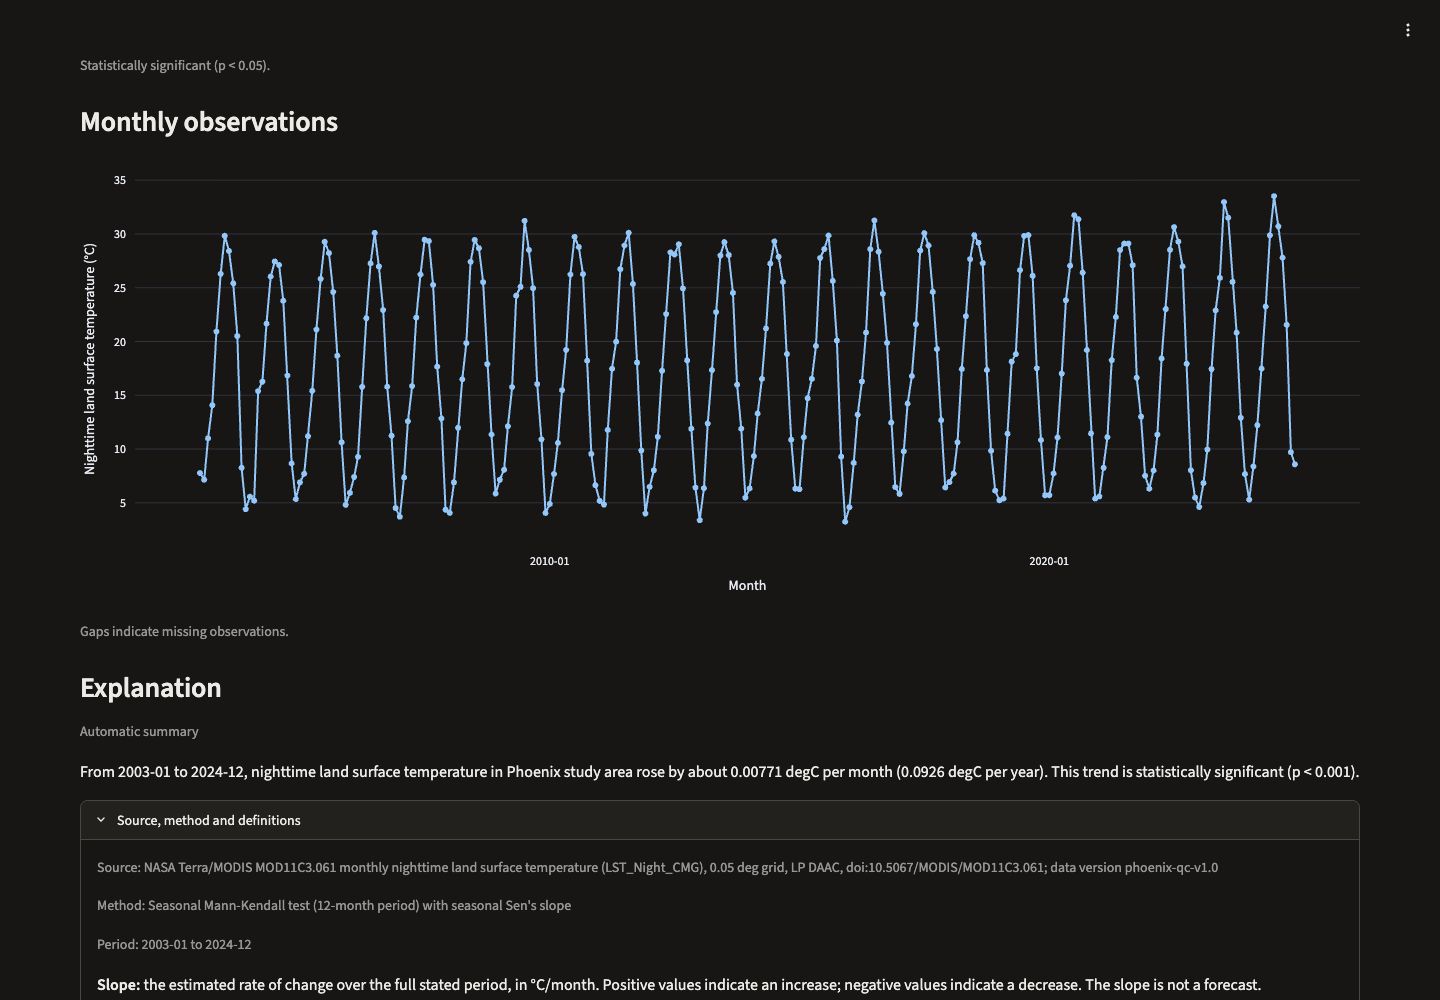 Statistically significant (p < 0.05).
Monthly observations
Nighttime land surface temperature (°C)
35
30
25
20
15
10
5
2010-01
2020-01
Month
Gaps indicate missing observations.
Explanation
Automatic summary
From 2003-01 to 2024-12, nighttime land surface temperature in Phoenix study area rose by about 0.00771 degC per month (0.0926 degC per year). This trend is statistically significant (p < 0.001).
Source, method and definitions
Source: NASA Terra/MODIS MOD11C3.061 monthly nighttime land surface temperature (LST_Night_CMG), 0.05 deg grid, LP DAAC, doi:10.5067/MODIS/MOD11C3.061; data version phoenix-qc-v1.0
Method: Seasonal Mann-Kendall test (12-month period) with seasonal Sen's slope
Period: 2003-01 to 2024-12
Slope: the estimated rate of change over the full stated period, in °C/month. Positive values indicate an increase; negative values indicate a decrease. The slope is not a forecast.